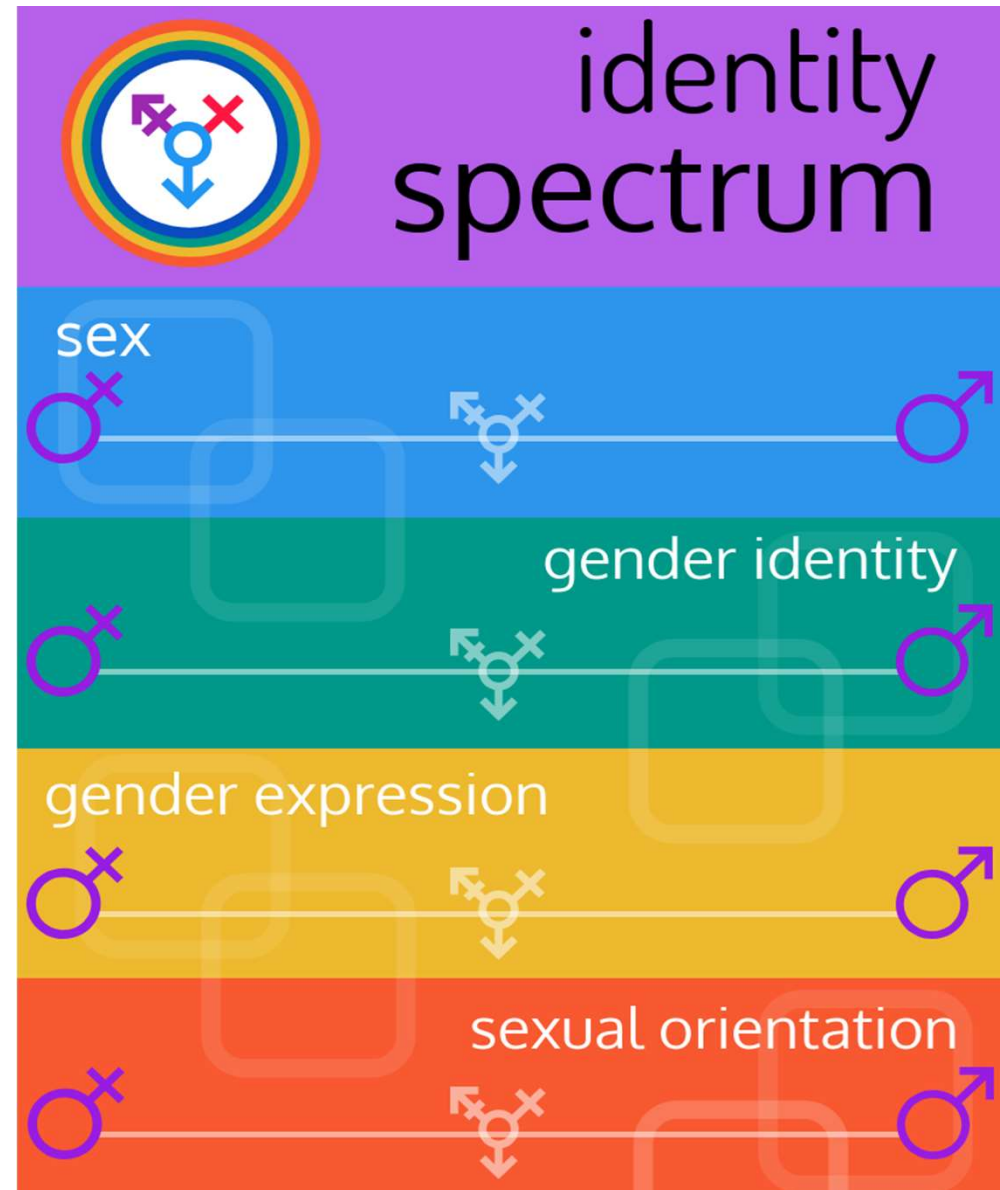 identity
spectrum
sex
gender identity
gender expression
sexual orientation